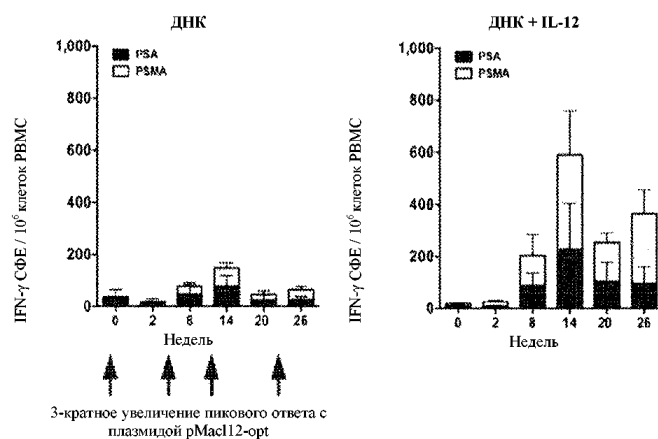 ДНК
IFN-γ СФЕ / 10⁶ клеток PBMC
1,000
800
600
400
200
0
PSA
PSMA
0 2 8 14 20 26
Недель
ДНК + IL-12
IFN-γ СФЕ / 10⁶ клеток PBMC
1,000
800
600
400
200
0
PSA
PSMA
0 2 8 14 20 26
Недель
3-кратное увеличение пикового ответа с
плазмидой pMacI12-opt